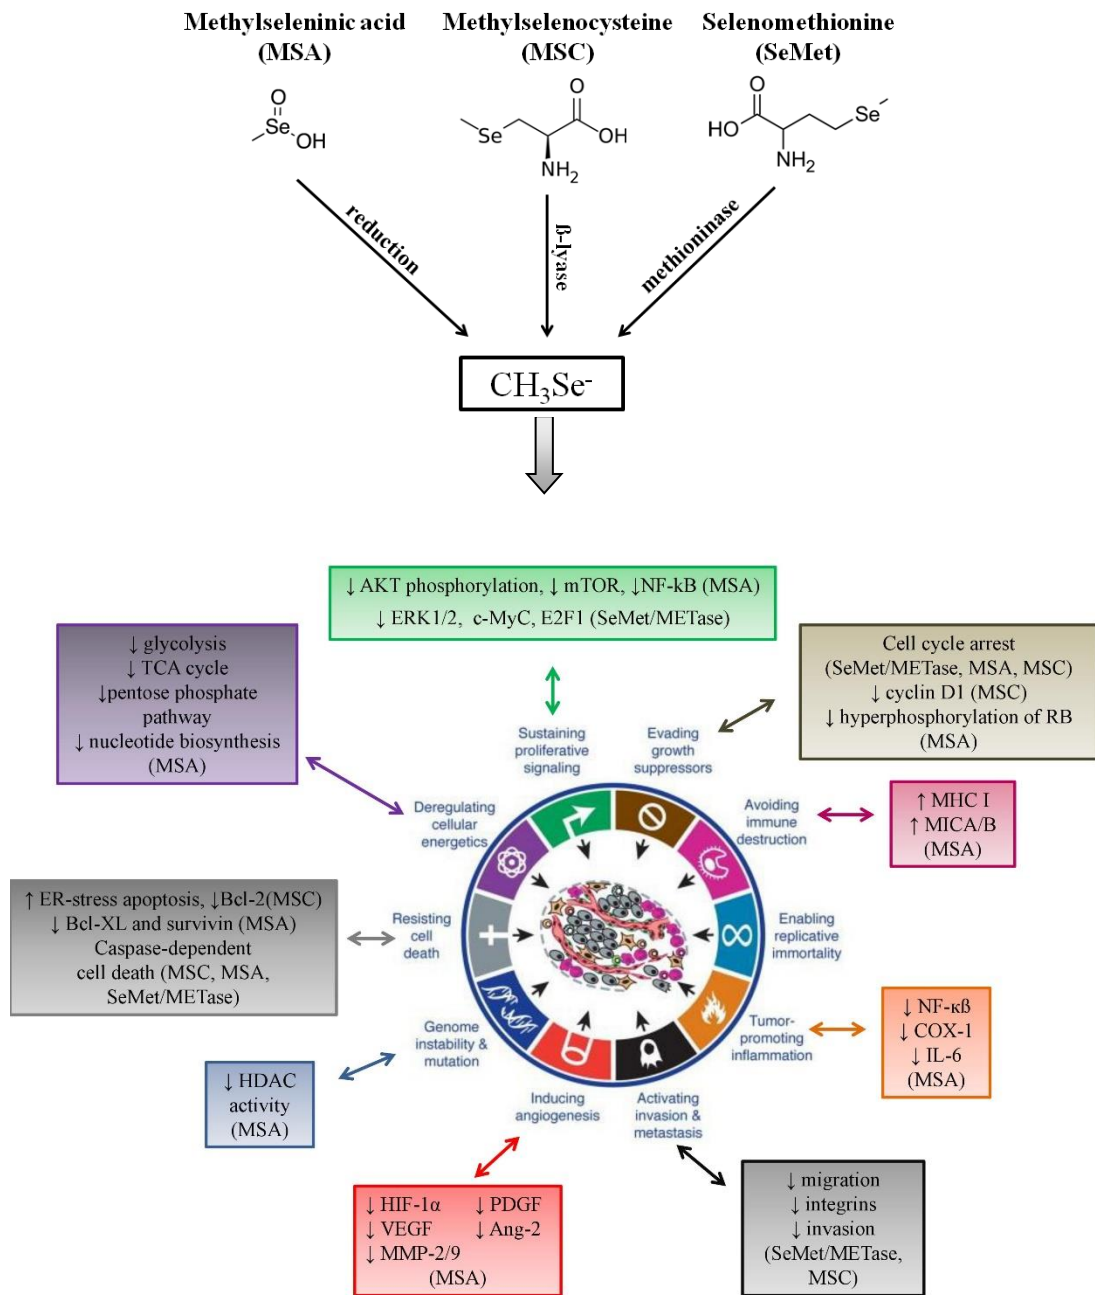 Methylseleninic acid
(MSA)
Methylselenocysteine
(MSC)
Selenomethionine
(SeMet)
O
Se
OH
O
Se
OH
NH2
O
HO
Se
NH2
reduction
ß-lyase
methioninase
CH3Se-
↓ AKT phosphorylation, ↓ mTOR, ↓NF-kB (MSA)
↓ ERK1/2, c-MyC, E2F1 (SeMet/METase)
↓ glycolysis
↓ TCA cycle
↓pentose phosphate
pathway
↓ nucleotide biosynthesis
(MSA)
Cell cycle arrest
(SeMet/METase, MSA, MSC)
↓ cyclin D1 (MSC)
↓ hyperphosphorylation of RB
(MSA)
Sustaining
proliferative
signaling
Evading
growth
suppressors
Deregulating
cellular
energetics
Avoiding
immune
destruction
↑ MHC I
↑ MICA/B
(MSA)
↑ ER-stress apoptosis, ↓Bcl-2(MSC)
↓ Bcl-XL and survivin (MSA)
Caspase-dependent
cell death (MSC, MSA,
SeMet/METase)
Resisting
cell
death
Enabling
replicative
immortality
Genome
instability &
mutation
Tumor-
promoting
inflammation
↓ NF-κß
↓ COX-1
↓ IL-6
(MSA)
↓ HDAC
activity
(MSA)
Inducing
angiogenesis
Activating
invasion &
metastasis
↓ HIF-1α ↓ PDGF
↓ VEGF ↓ Ang-2
↓ MMP-2/9
(MSA)
↓ migration
↓ integrins
↓ invasion
(SeMet/METase,
MSC)